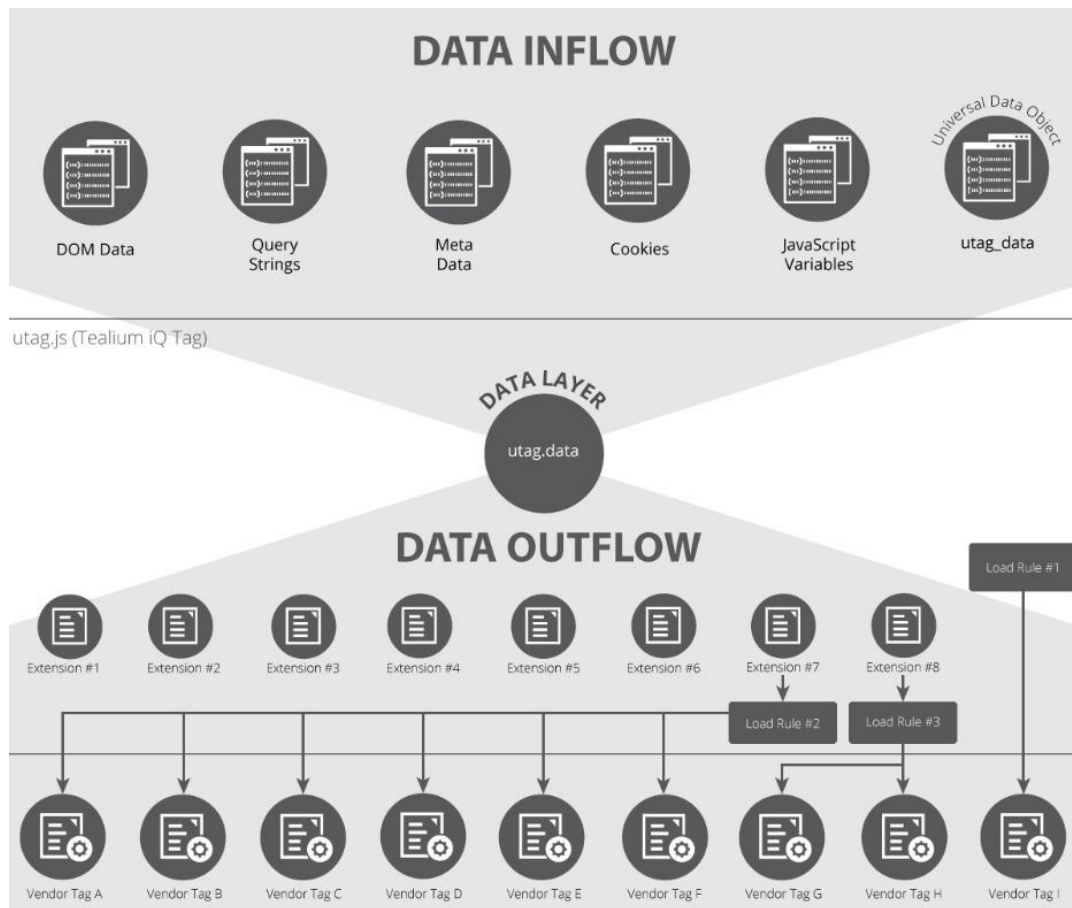 DATA INFLOW
Universal Data Object
DOM Data
Query
Strings
Meta
Data
Cookies
JavaScript
Variables
utag_data
utag.js (Tealium iQ Tag)
DATA LAYER
utag.data
DATA OUTFLOW
Load Rule #1
Extension #1
Extension #2
Extension #3
Extension #4
Extension #5
Extension #6
Extension #7
Extension #8
Load Rule #2
Load Rule #3
Vendor Tag A
Vendor Tag B
Vendor Tag C
Vendor Tag D
Vendor Tag E
Vendor Tag F
Vendor Tag G
Vendor Tag H
Vendor Tag I